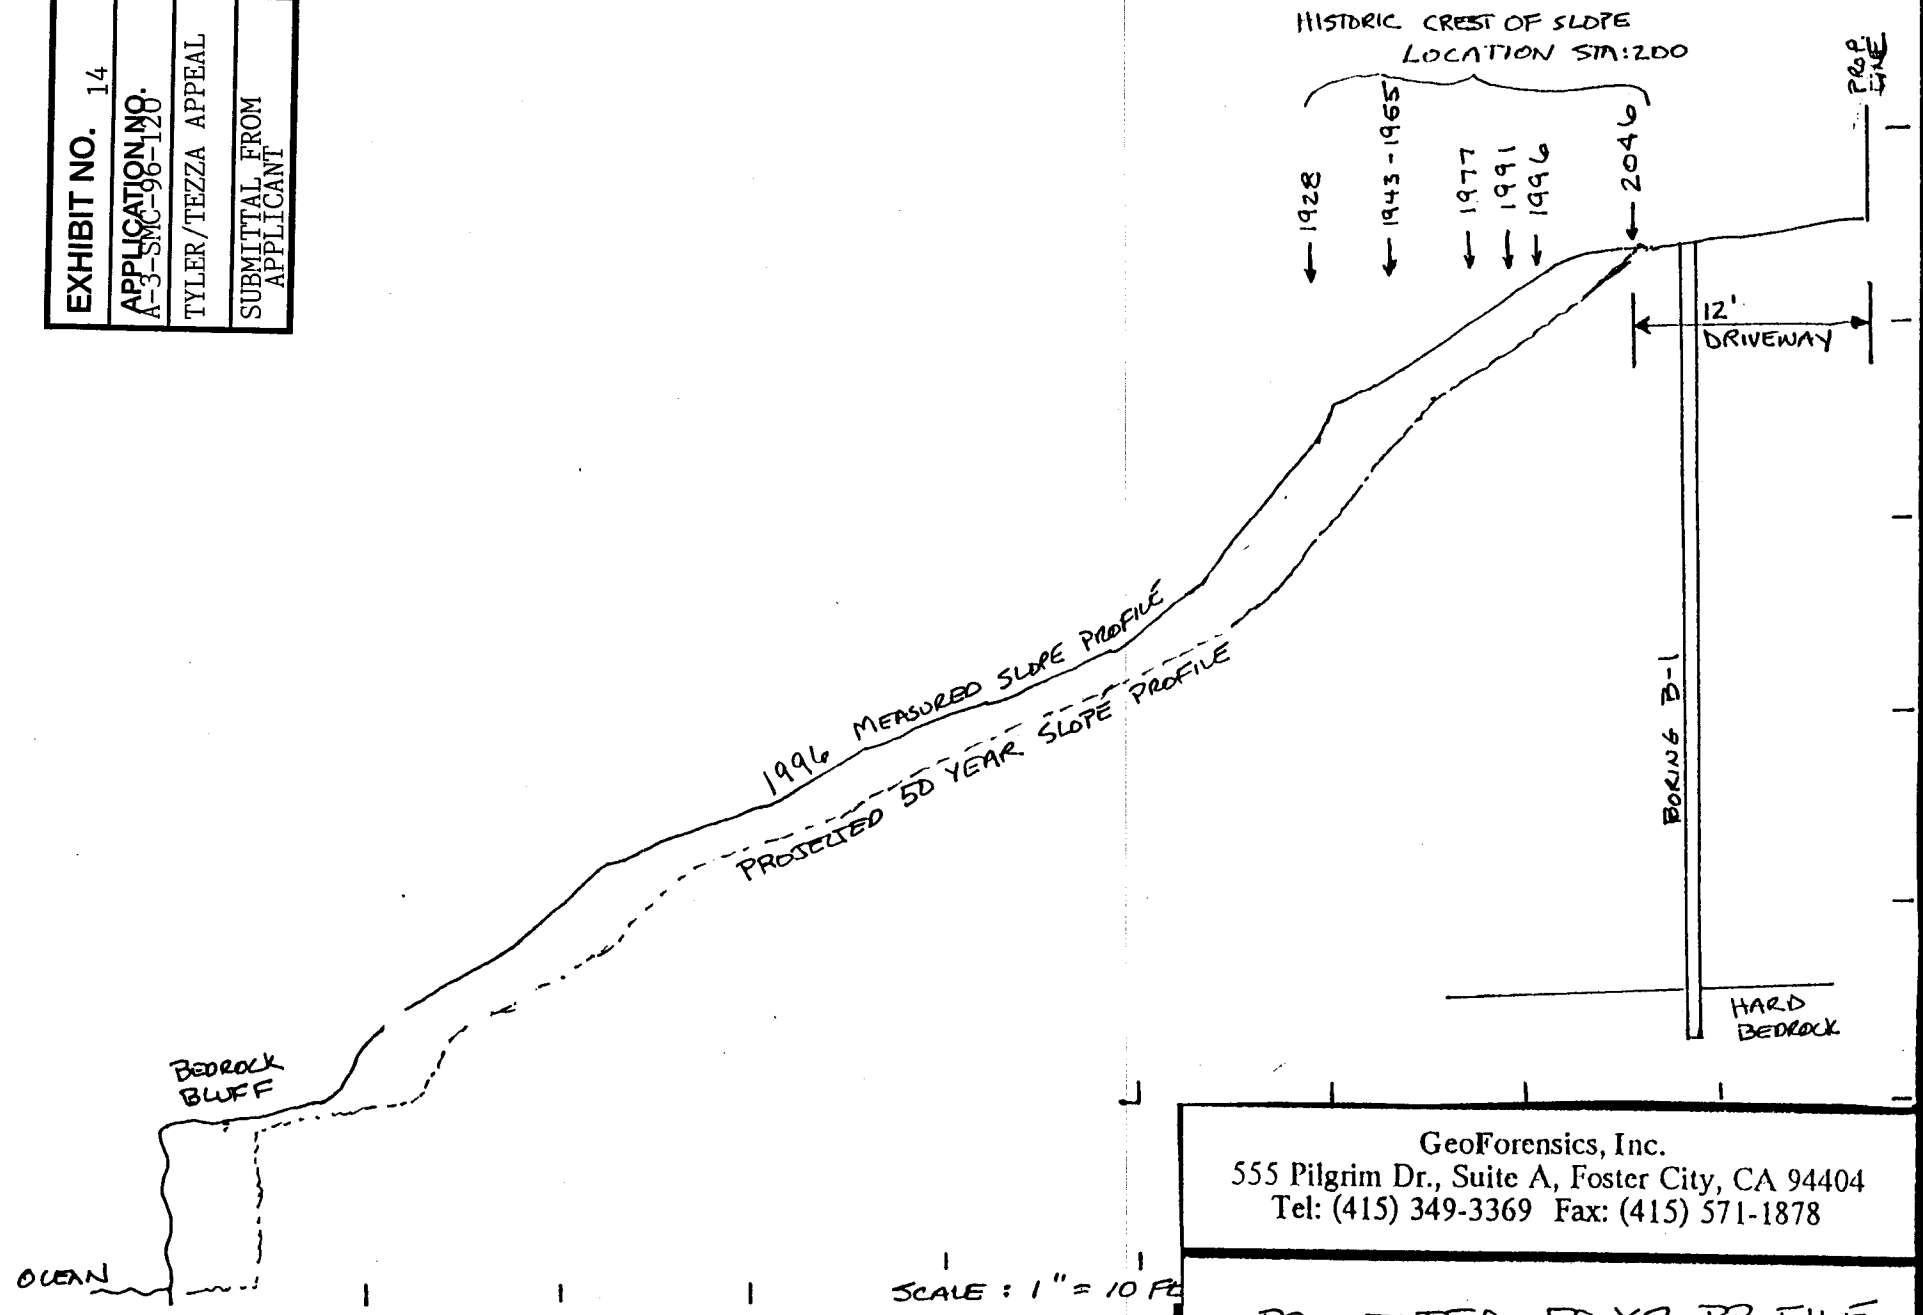 EXHIBIT NO. 14
APPLICATION NO.
A-3-SMC-96-120
TYLER/TEZZA APPEAL
SUBMITTAL FROM
APPLICANT
HISTORIC CREST OF SLOPE
LOCATION STA: 200
PROP.
LINE
1928
1943-1965
1977
1991
1996
2046
12'
DRIVEWAY
1996 MEASURED SLOPE PROFILE
PROJECTED 50 YEAR SLOPE PROFILE
BORING B-1
HARD
BEDROCK
BEDROCK
BLUFF
OCEAN
SCALE : 1" = 10 FT
GeoForensics, Inc.
555 Pilgrim Dr., Suite A, Foster City, CA 94404
Tel: (415) 349-3369 Fax: (415) 571-1878